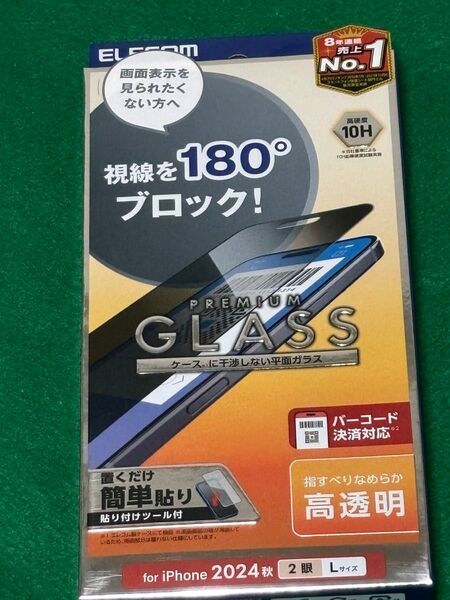 ELECOM
8年連続
売上
No.1
画面表示を
見られたく
ない方へ
高硬度
10H
視線を180°
ブロック!
PREMIUM
GLASS
ケース※1に干渉しない平面ガラス
バーコード
決済対応※2
置くだけ
簡単貼り
貼り付けツール付
指すべりなめらか
高透明
for iPhone 2024秋 2眼 Lサイズ